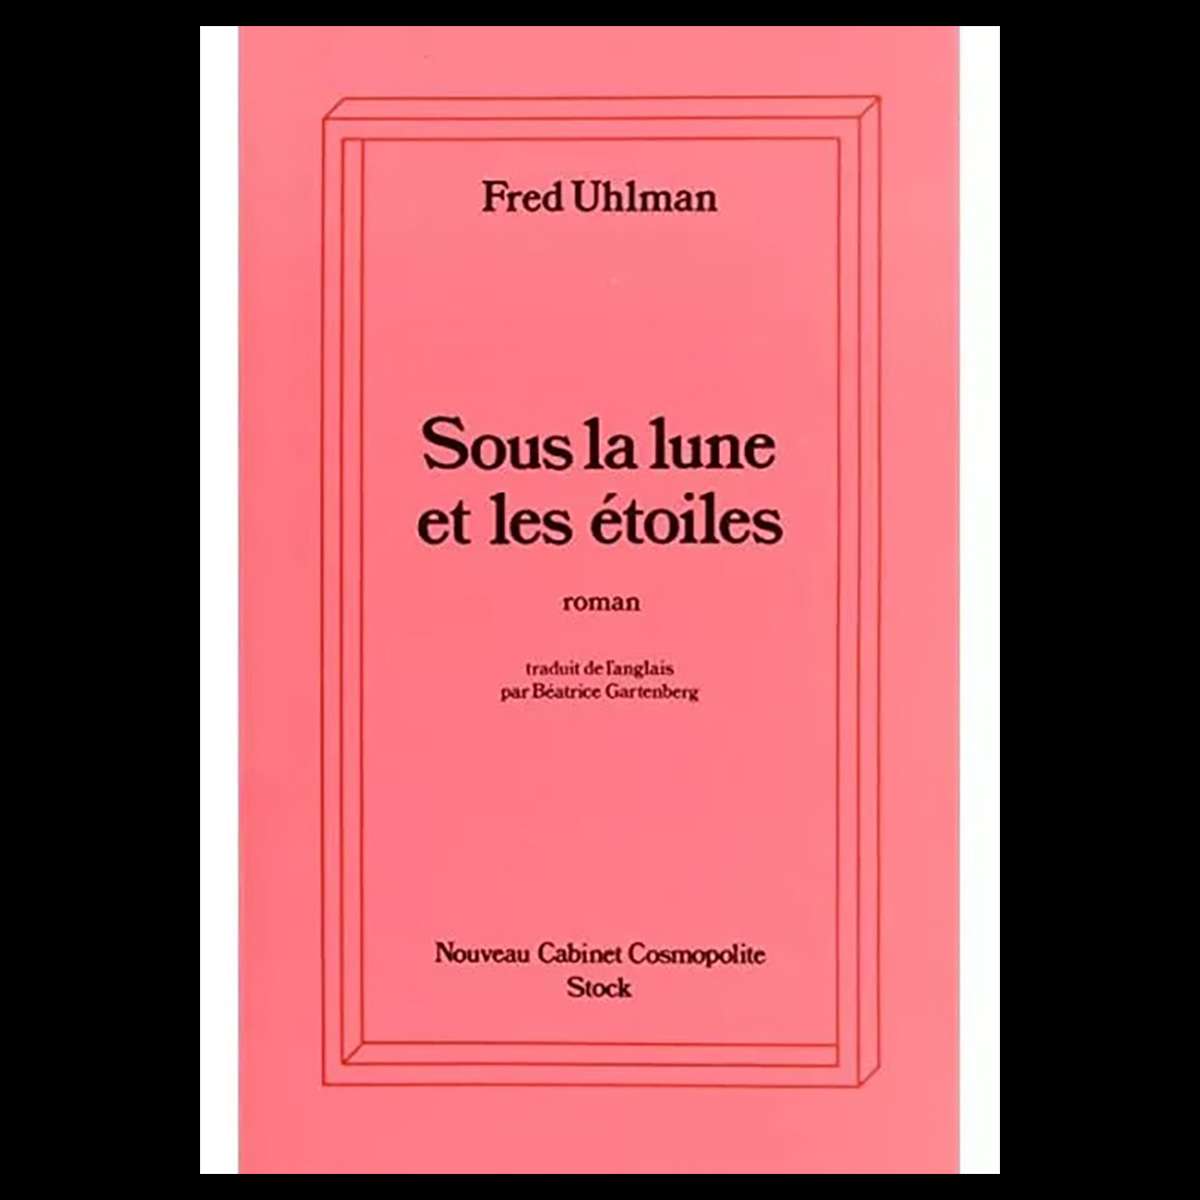 Fred Uhlman
Sous la lune
et les étoiles
roman
traduit de l'anglais
par Béatrice Gartenberg
Nouveau Cabinet Cosmopolite
Stock